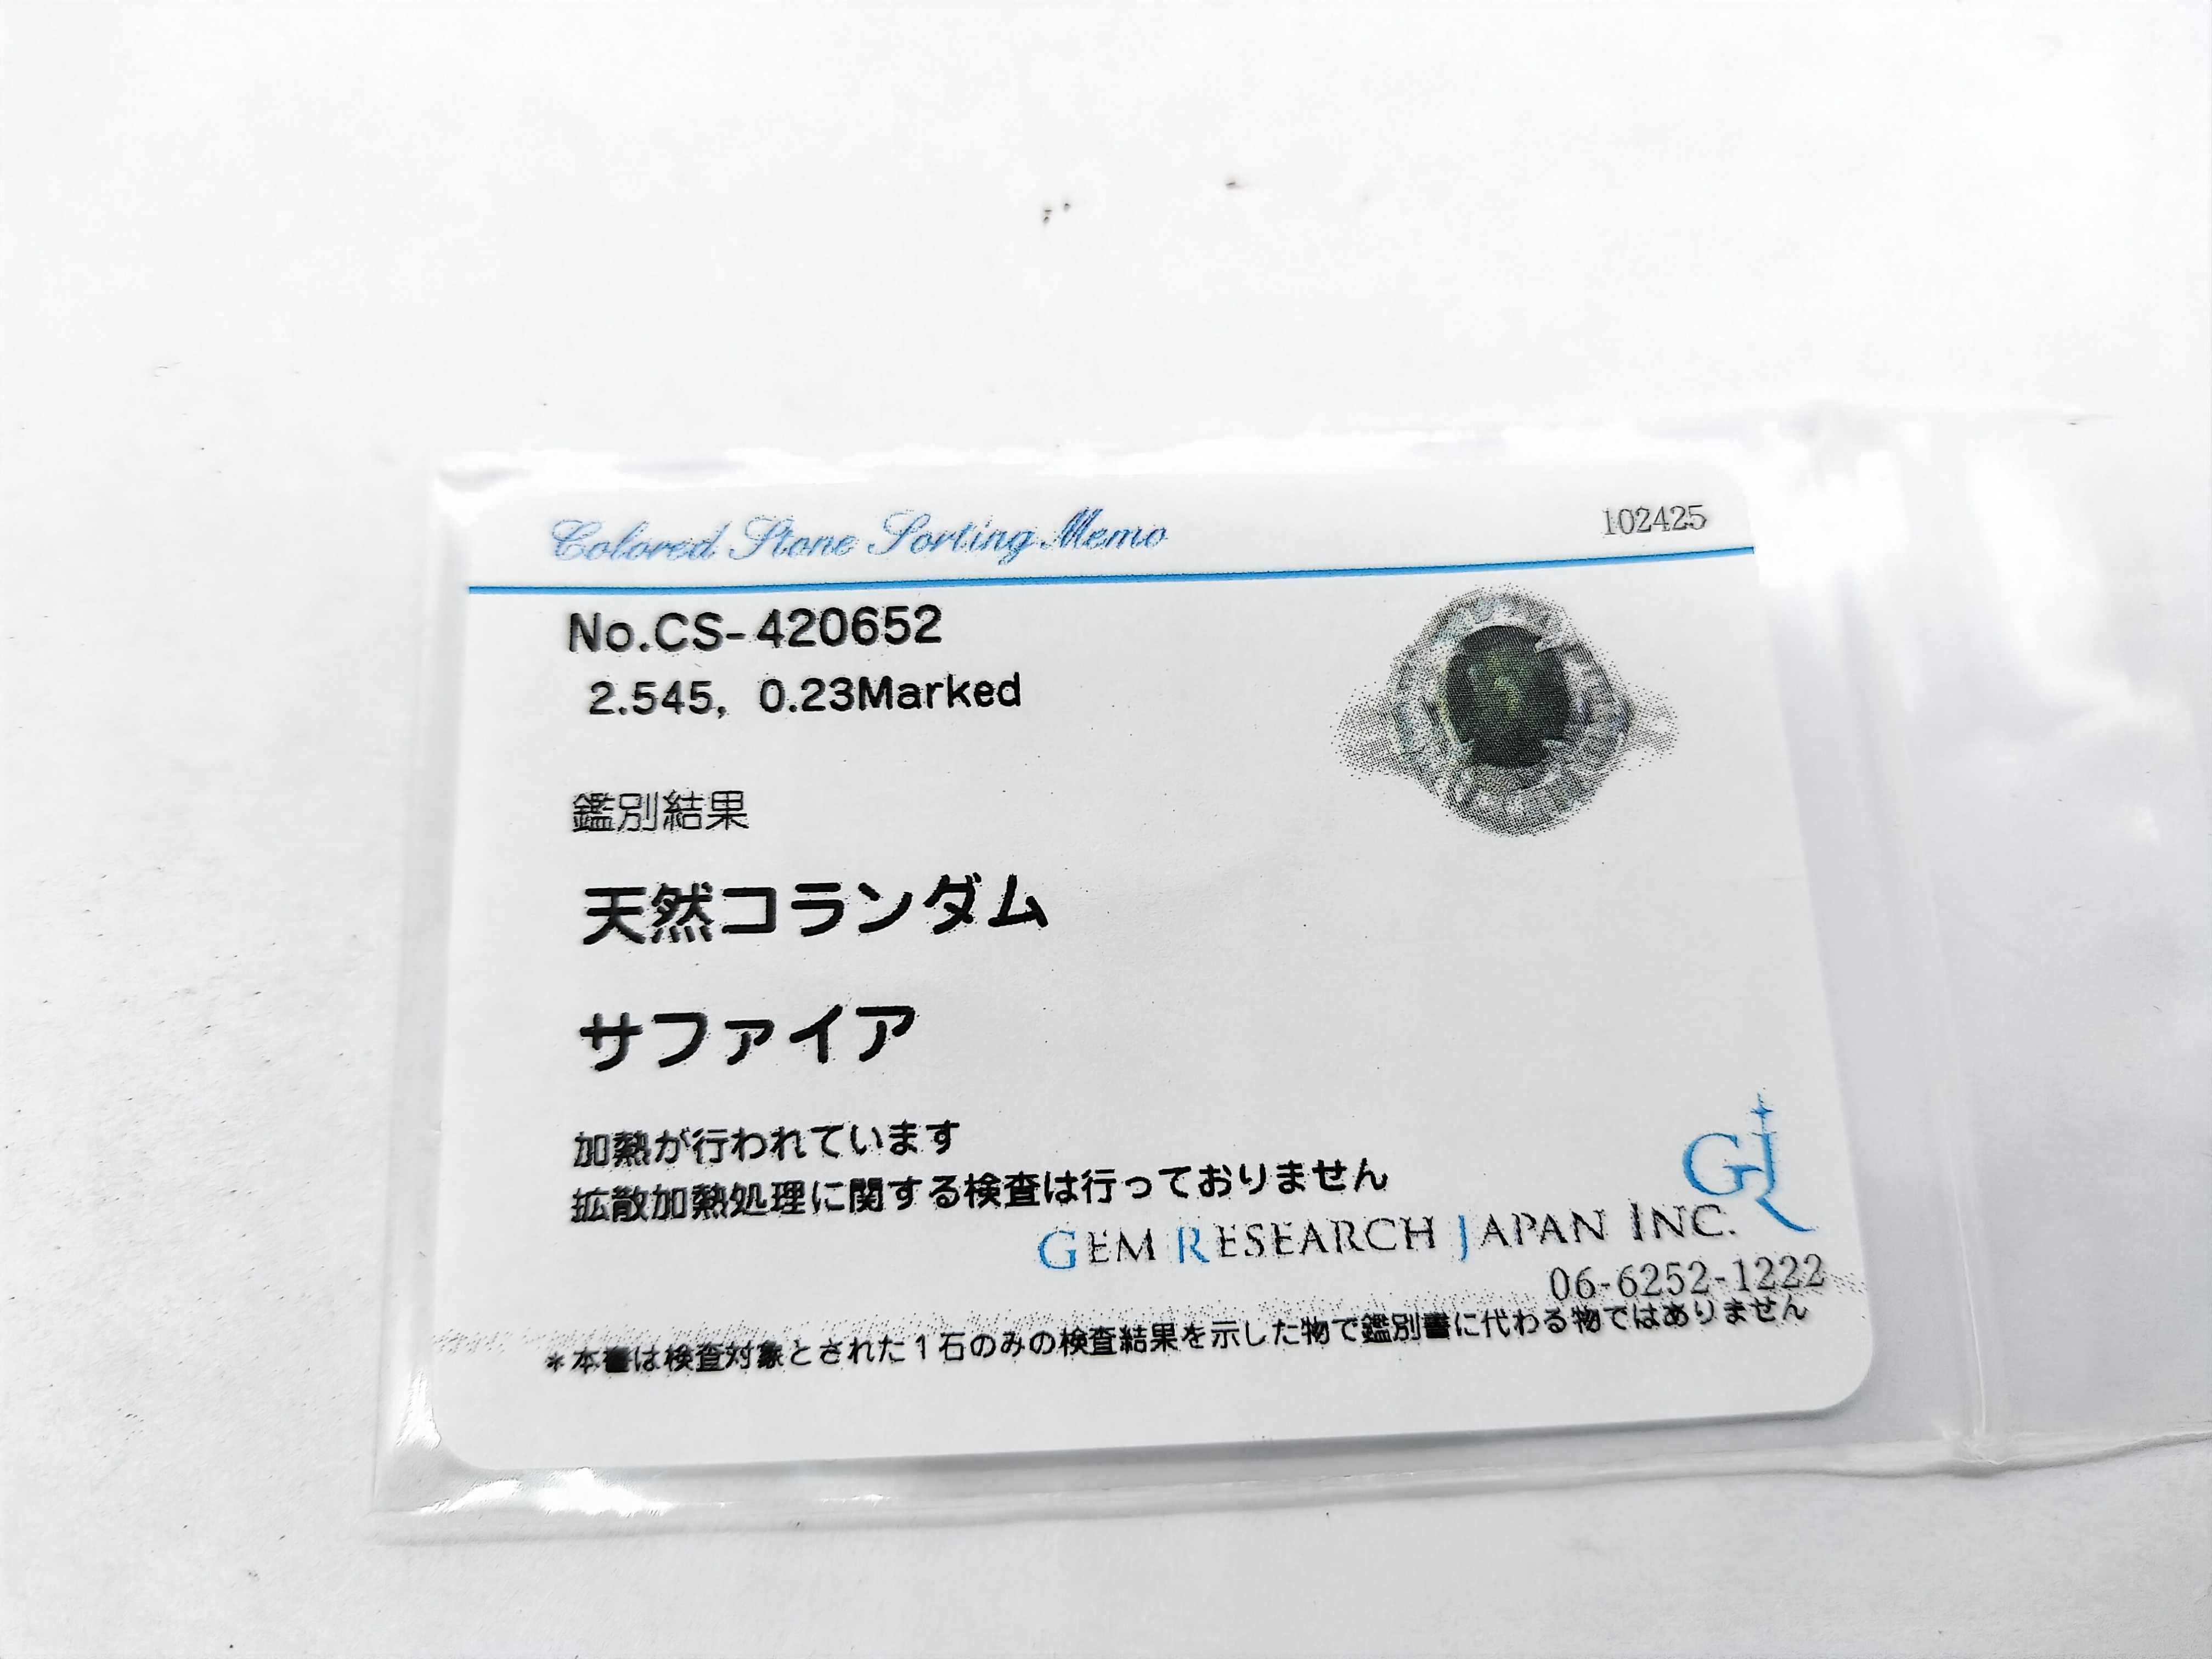 Colored Stone Sorting Memo
102425
No.CS-420652
2.545, 0.23Marked
鑑別結果
天然コランダム
サファイア
加熱が行われています
拡散加熱処理に関する検査は行っておりません
GJR
GEM RESEARCH JAPAN INC.
06-6252-1222
*本書は検査対象とされた1石のみの検査結果を示した物で鑑別書に代わる物ではありません